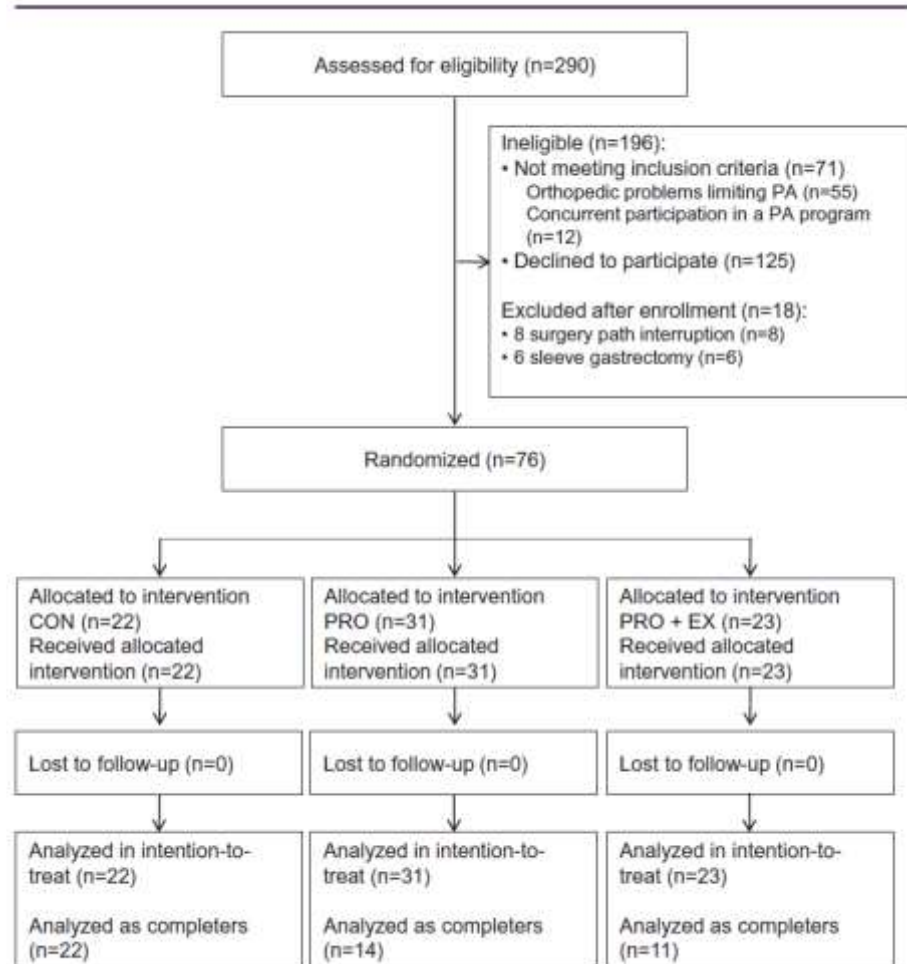 Assessed for eligibility (n=290)
Ineligible (n=196):
• Not meeting inclusion criteria (n=71)
Orthopedic problems limiting PA (n=55)
Concurrent participation in a PA program
(n=12)
• Declined to participate (n=125)
Excluded after enrollment (n=18):
• 8 surgery path interruption (n=8)
• 6 sleeve gastrectomy (n=6)
Randomized (n=76)
Allocated to intervention
CON (n=22)
Received allocated
intervention (n=22)
Allocated to intervention
PRO (n=31)
Received allocated
intervention (n=31)
Allocated to intervention
PRO + EX (n=23)
Received allocated
intervention (n=23)
Lost to follow-up (n=0)
Lost to follow-up (n=0)
Lost to follow-up (n=0)
Analyzed in intention-to-
treat (n=22)
Analyzed as completers
(n=22)
Analyzed in intention-to-
treat (n=31)
Analyzed as completers
(n=14)
Analyzed in intention-to-
treat (n=23)
Analyzed as completers
(n=11)